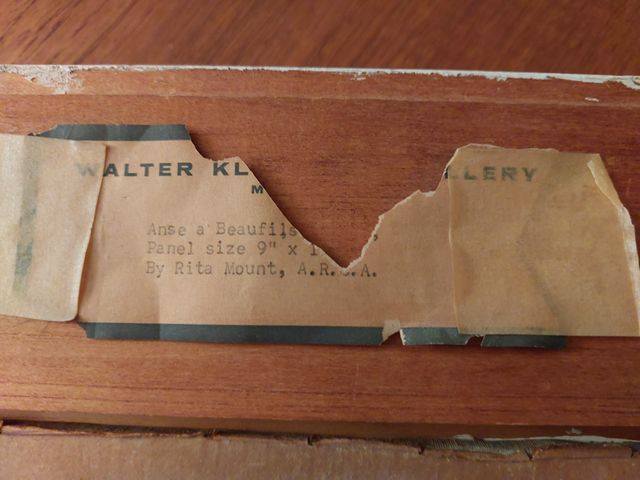 WALTER KL LLERY
M
Anse a' Beaufils
Panel size 9" x 1
By Rita Mount, A.R.C.A.